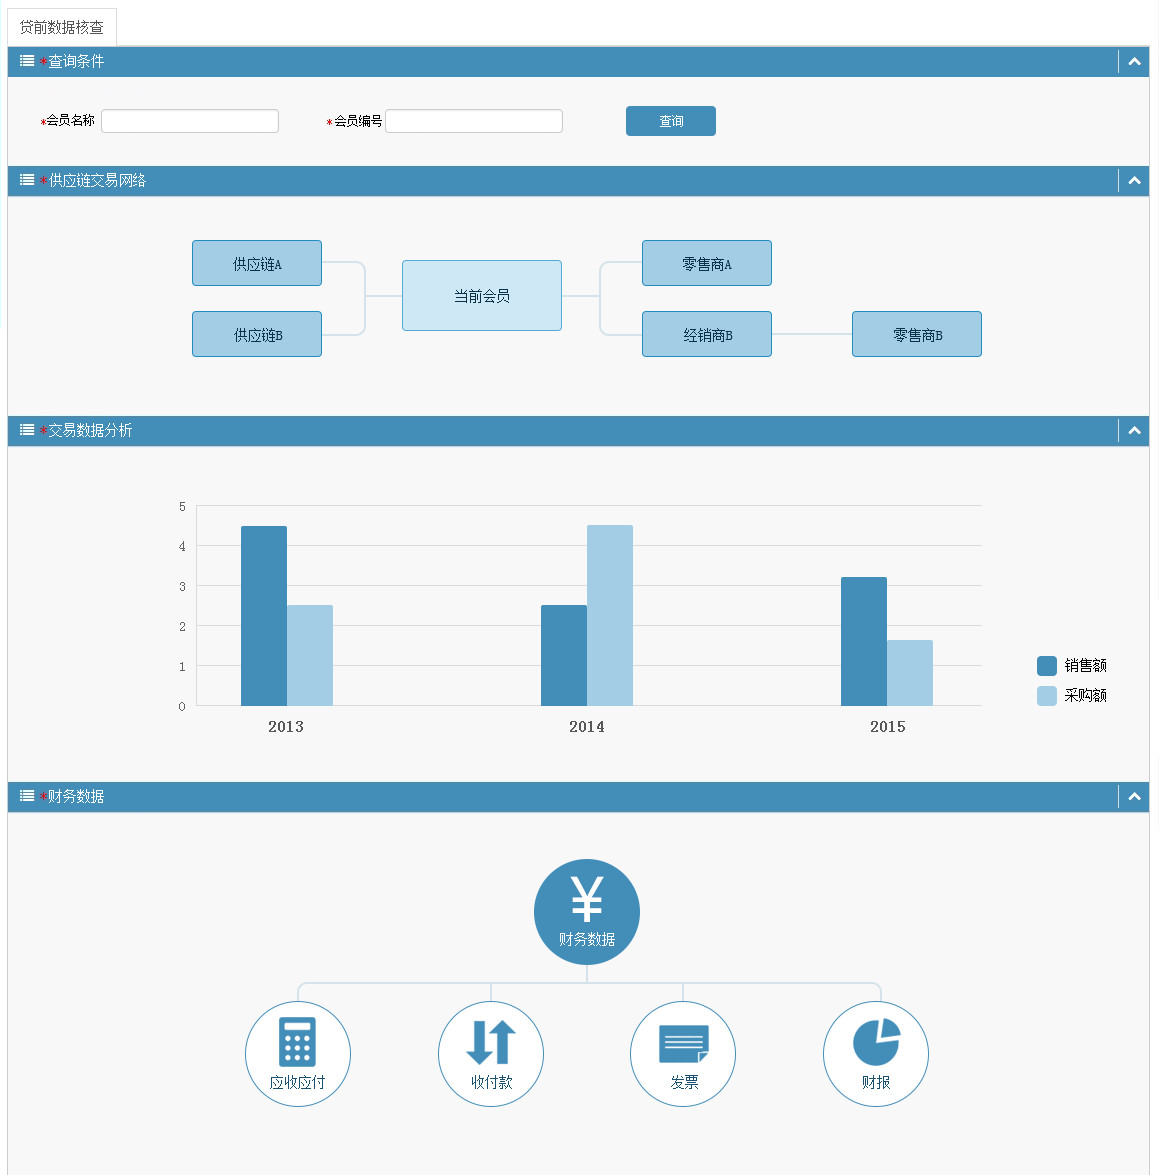 贷前数据核查
*查询条件
*会员名称 *会员编号 查询
*供应链交易网络
供应链A 零售商A
当前会员
供应链B 经销商B 零售商B
*交易数据分析
5
4
3
2
1
0
2013 2014 2015
销售额
采购额
*财务数据
¥
财务数据
应收应付 收付款 发票 财报